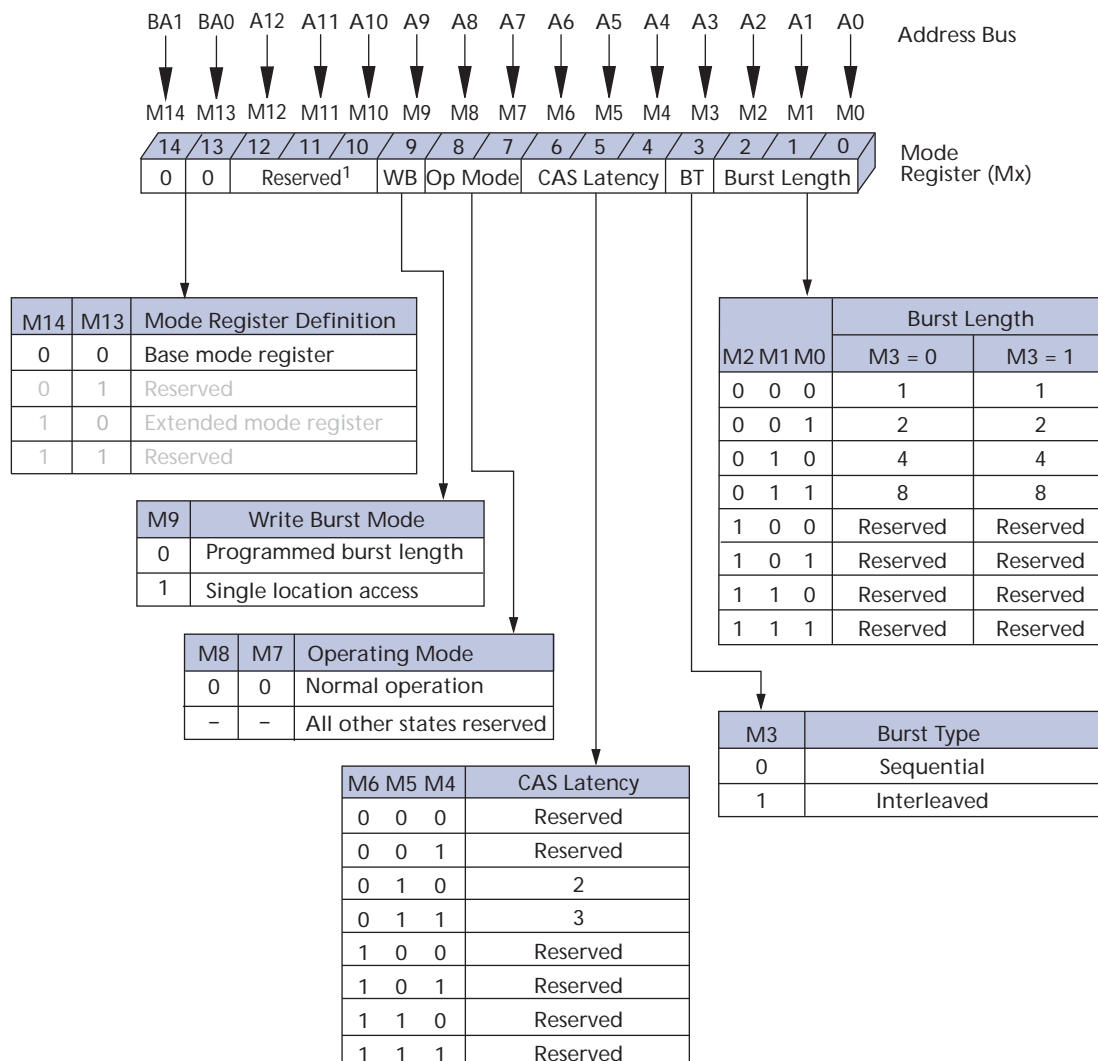 BA1 BA0 A12 A11 A10 A9 A8 A7 A6 A5 A4 A3 A2 A1 A0 Address Bus
M14 M13 M12 M11 M10 M9 M8 M7 M6 M5 M4 M3 M2 M1 M0
14 13 12 11 10 9 8 7 6 5 4 3 2 1 0 Mode
Register (Mx)
0 0 Reserved1 WB Op Mode CAS Latency BT Burst Length
M14 M13 Mode Register Definition
0 0 Base mode register
0 1 Reserved
1 0 Extended mode register
1 1 Reserved
Burst Length
M2 M1 M0 M3 = 0 M3 = 1
0 0 0 1 1
0 0 1 2 2
0 1 0 4 4
0 1 1 8 8
1 0 0 Reserved Reserved
1 0 1 Reserved Reserved
1 1 0 Reserved Reserved
1 1 1 Reserved Reserved
M9 Write Burst Mode
0 Programmed burst length
1 Single location access
M8 M7 Operating Mode
0 0 Normal operation
– – All other states reserved
M3 Burst Type
0 Sequential
1 Interleaved
M6 M5 M4 CAS Latency
0 0 0 Reserved
0 0 1 Reserved
0 1 0 2
0 1 1 3
1 0 0 Reserved
1 0 1 Reserved
1 1 0 Reserved
1 1 1 Reserved